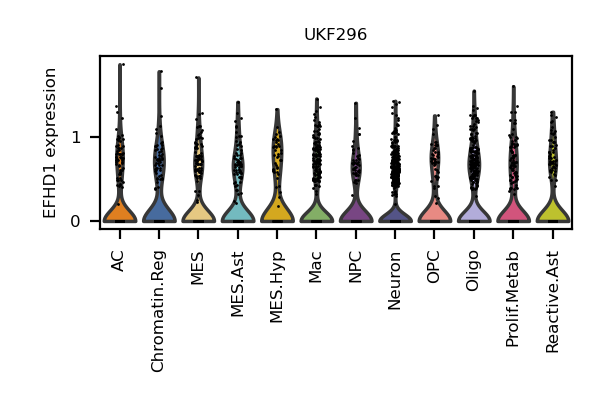 UKF296
EFHD1 expression
1
0
AC
Chromatin.Reg
MES
MES.Ast
MES.Hyp
Mac
NPC
Neuron
OPC
Oligo
Prolif.Metab
Reactive.Ast